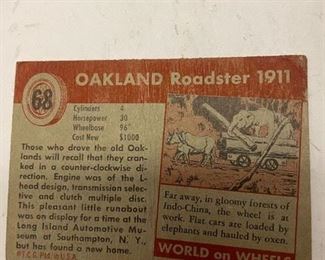 68
OAKLAND Roadster 1911
Cylinders 4
Horsepower 30
Wheelbase 96"
Cost New $1000
Those who drove the old Oak-
lands will recall that they cran-
ked in a counter-clockwise di-
rection. Engine was of the L-
head design, transmission selec-
tive and clutch multiple disc.
This pleasant little runabout
was on display for a time at the
Long Island Automotive Museum
at Southampton, N. Y.,
but has found a new home.
©T.C.G. Ptd. in U.S.A.
Far away, in gloomy forests of
Indo-China, the wheel is at
work. Flat cars are loaded by
elephants and hauled by oxen.
WORLD on WHEELS